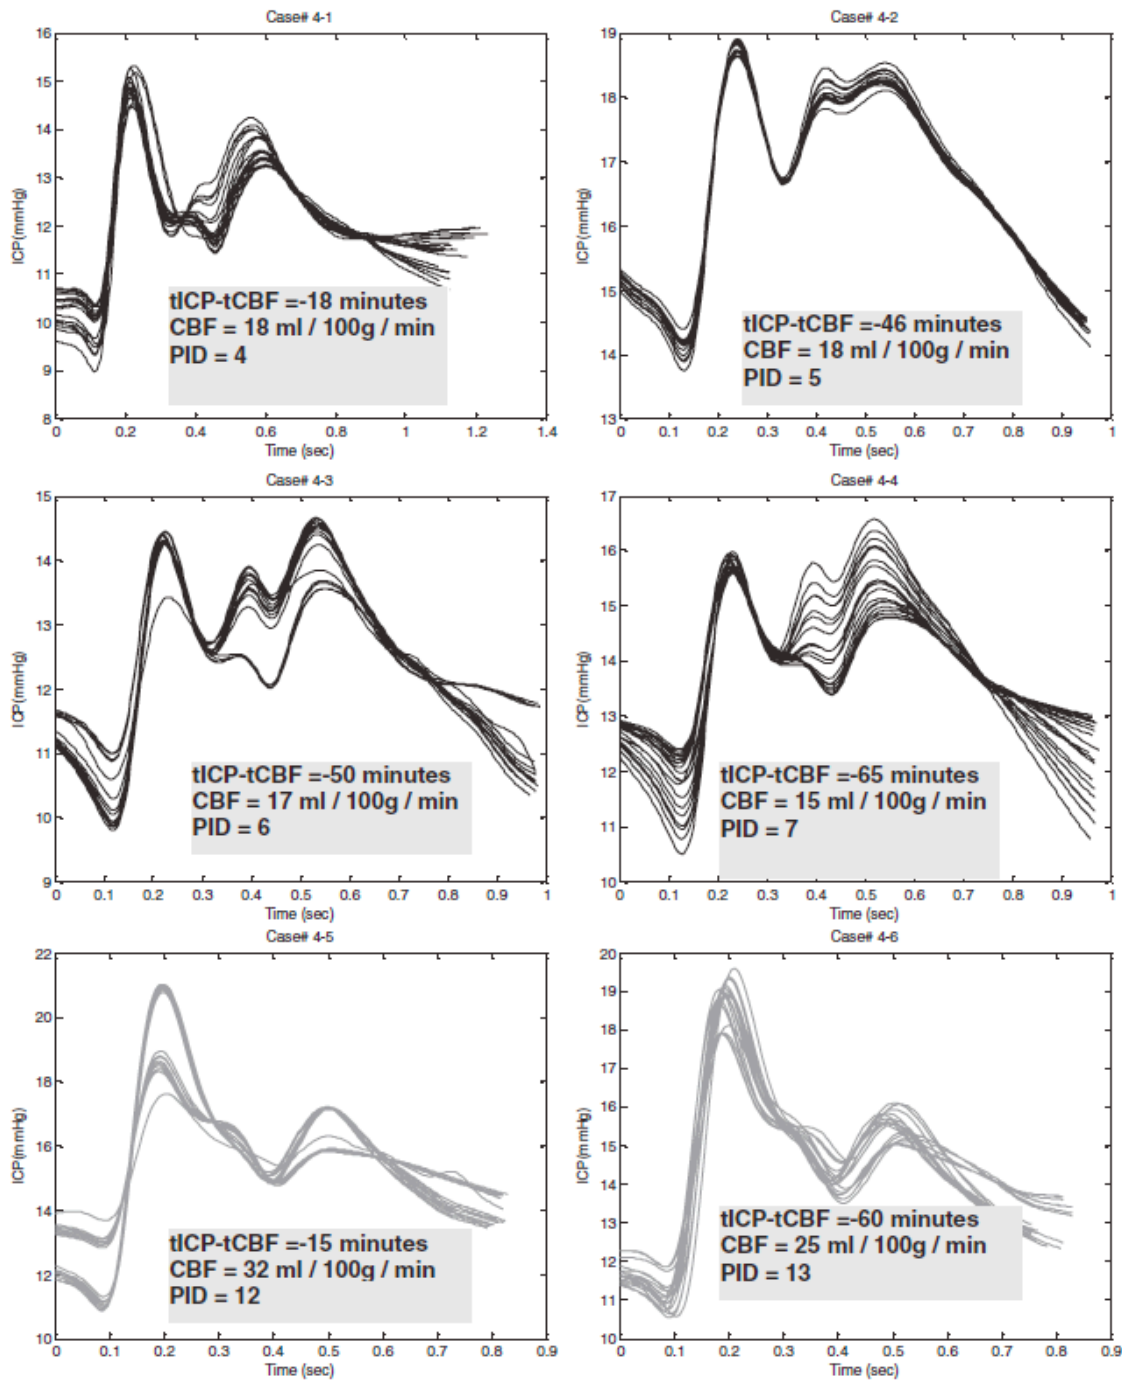 Case# 4-1
16
15
14
13
12
11
10
9
8
ICP(mmHg)
tICP-tCBF =-18 minutes
CBF = 18 ml / 100g / min
PID = 4
0 0.2 0.4 0.6 0.8 1 1.2 1.4
Time (sec)
Case# 4-2
19
18
17
16
15
14
13
ICP(mmHg)
tICP-tCBF =-46 minutes
CBF = 18 ml / 100g / min
PID = 5
0 0.1 0.2 0.3 0.4 0.5 0.6 0.7 0.8 0.9 1
Time (sec)
Case# 4-3
15
14
13
12
11
10
9
ICP(mmHg)
tICP-tCBF =-50 minutes
CBF = 17 ml / 100g / min
PID = 6
0 0.1 0.2 0.3 0.4 0.5 0.6 0.7 0.8 0.9 1
Time (sec)
Case# 4-4
17
16
15
14
13
12
11
10
ICP(mmHg)
tICP-tCBF =-65 minutes
CBF = 15 ml / 100g / min
PID = 7
0 0.1 0.2 0.3 0.4 0.5 0.6 0.7 0.8 0.9 1
Time (sec)
Case# 4-5
22
20
18
16
14
12
10
ICP(mmHg)
tICP-tCBF =-15 minutes
CBF = 32 ml / 100g / min
PID = 12
0 0.1 0.2 0.3 0.4 0.5 0.6 0.7 0.8 0.9
Time (sec)
Case# 4-6
20
19
18
17
16
15
14
13
12
11
10
ICP(mmHg)
tICP-tCBF =-60 minutes
CBF = 25 ml / 100g / min
PID = 13
0 0.1 0.2 0.3 0.4 0.5 0.6 0.7 0.8 0.9
Time (sec)